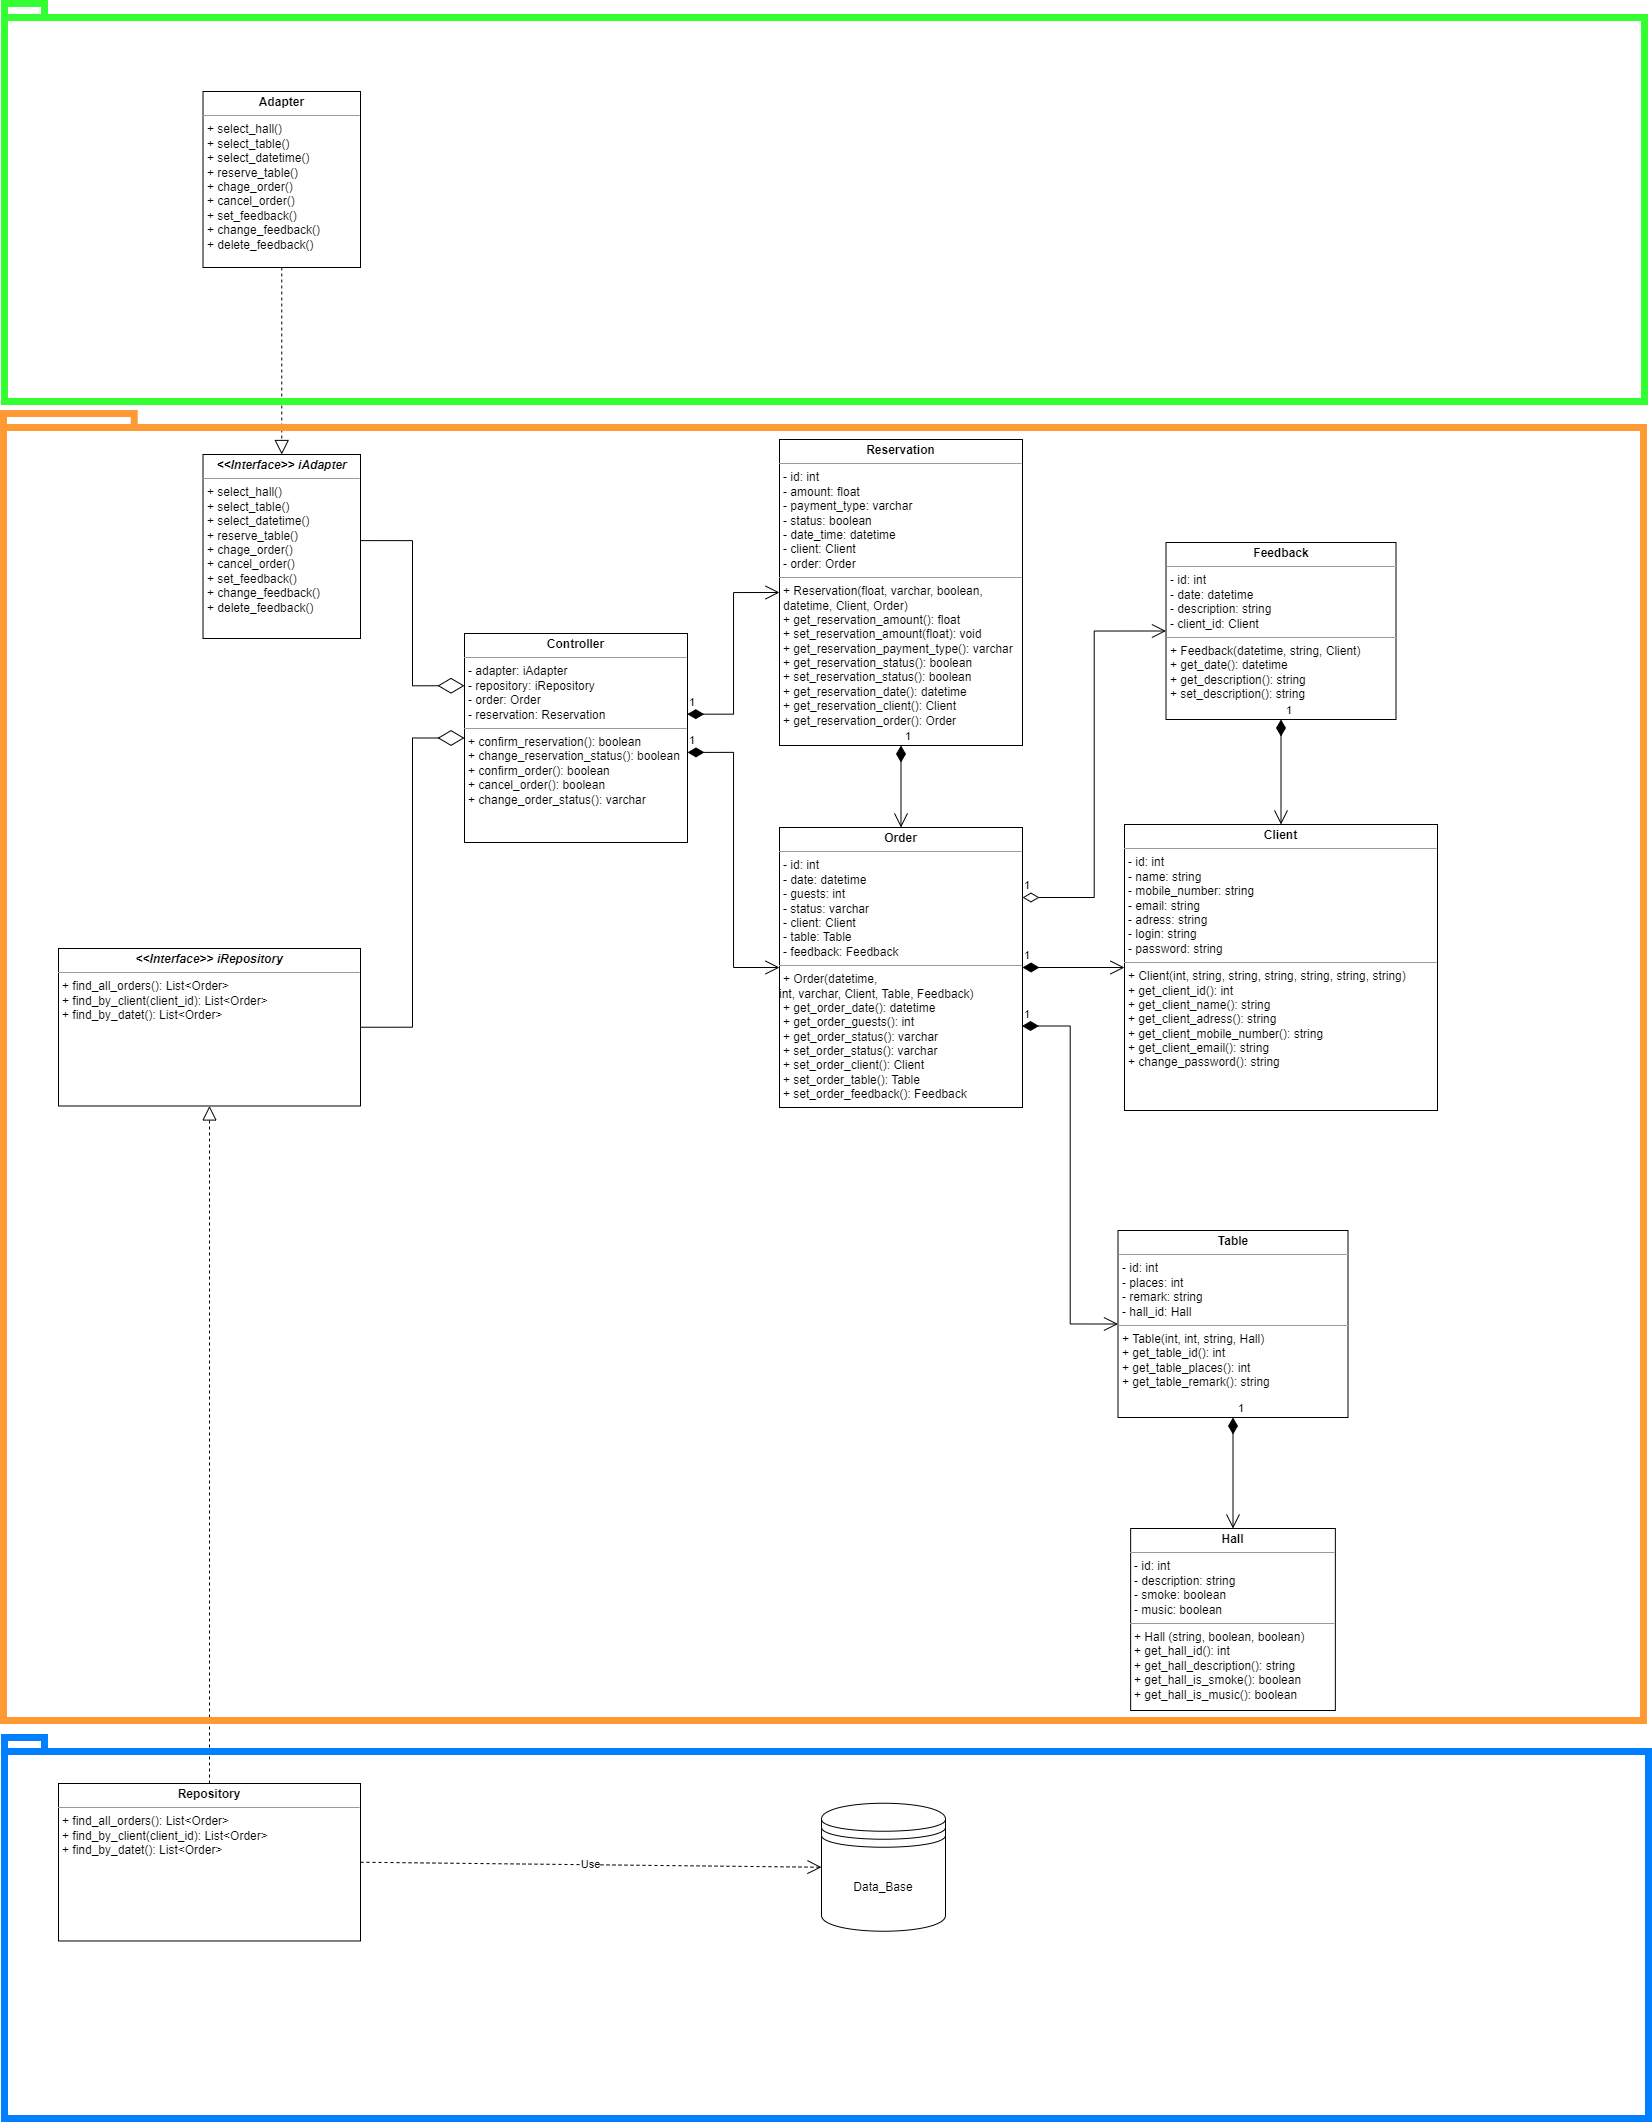 Adapter
+ select_hall()
+ select_table()
+ select_datetime()
+ reserve_table()
+ chage_order()
+ cancel_order()
+ set_feedback()
+ change_feedback()
+ delete_feedback()
<<Interface>> iAdapter
+ select_hall()
+ select_table()
+ select_datetime()
+ reserve_table()
+ chage_order()
+ cancel_order()
+ set_feedback()
+ change_feedback()
+ delete_feedback()
Controller
- adapter: iAdapter
- repository: iRepository
- order: Order
- reservation: Reservation
+ confirm_reservation(): boolean
+ change_reservation_status(): boolean
+ confirm_order(): boolean
+ cancel_order(): boolean
+ change_order_status(): varchar
1
1
Reservation
- id: int
- amount: float
- payment_type: varchar
- status: boolean
- date_time: datetime
- client: Client
- order: Order
+ Reservation(float, varchar, boolean,
datetime, Client, Order)
+ get_reservation_amount(): float
+ set_reservation_amount(float): void
+ get_reservation_payment_type(): varchar
+ get_reservation_status(): boolean
+ set_reservation_status(): boolean
+ get_reservation_date(): datetime
+ get_reservation_client(): Client
+ get_reservation_order(): Order
1
Feedback
- id: int
- date: datetime
- description: string
- client_id: Client
+ Feedback(datetime, string, Client)
+ get_date(): datetime
+ get_description(): string
+ set_description(): string
1
Order
- id: int
- date: datetime
- guests: int
- status: varchar
- client: Client
- table: Table
- feedback: Feedback
+ Order(datetime,
int, varchar, Client, Table, Feedback)
+ get_order_date(): datetime
+ get_order_guests(): int
+ get_order_status(): varchar
+ set_order_status(): varchar
+ set_order_client(): Client
+ set_order_table(): Table
+ set_order_feedback(): Feedback
1
1
1
Client
- id: int
- name: string
- mobile_number: string
- email: string
- adress: string
- login: string
- password: string
+ Client(int, string, string, string, string, string, string)
+ get_client_id(): int
+ get_client_name(): string
+ get_client_adress(): string
+ get_client_mobile_number(): string
+ get_client_email(): string
+ change_password(): string
<<Interface>> iRepository
+ find_all_orders(): List<Order>
+ find_by_client(client_id): List<Order>
+ find_by_datet(): List<Order>
Table
- id: int
- places: int
- remark: string
- hall_id: Hall
+ Table(int, int, string, Hall)
+ get_table_id(): int
+ get_table_places(): int
+ get_table_remark(): string
1
Hall
- id: int
- description: string
- smoke: boolean
- music: boolean
+ Hall (string, boolean, boolean)
+ get_hall_id(): int
+ get_hall_description(): string
+ get_hall_is_smoke(): boolean
+ get_hall_is_music(): boolean
Repository
+ find_all_orders(): List<Order>
+ find_by_client(client_id): List<Order>
+ find_by_datet(): List<Order>
Use
Data_Base